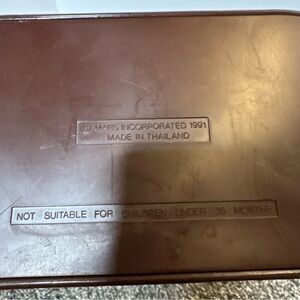 © MARS INCORPORATED 1991
MADE IN THAILAND
NOT SUITABLE FOR CHILDREN UNDER 36 MONTHS